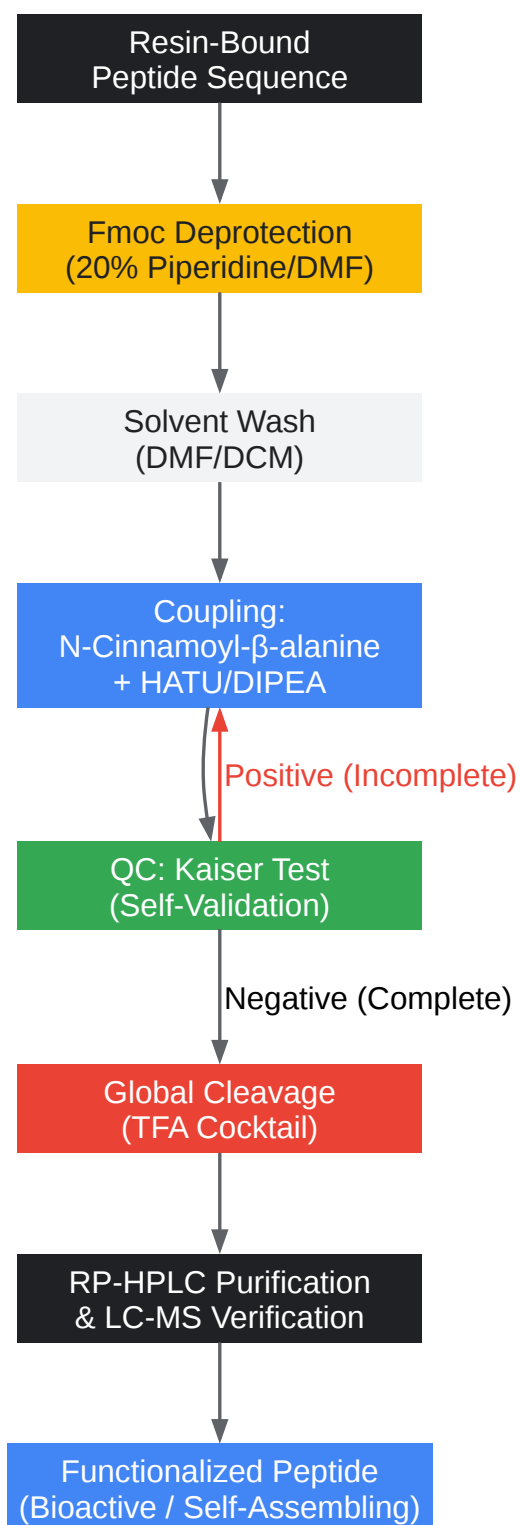 Resin-Bound
Peptide Sequence
Fmoc Deprotection
(20% Piperidine/DMF)
Solvent Wash
(DMF/DCM)
Coupling:
N-Cinnamoyl-β-alanine
+ HATU/DIPEA
Positive (Incomplete)
QC: Kaiser Test
(Self-Validation)
Negative (Complete)
Global Cleavage
(TFA Cocktail)
RP-HPLC Purification
& LC-MS Verification
Functionalized Peptide
(Bioactive / Self-Assembling)